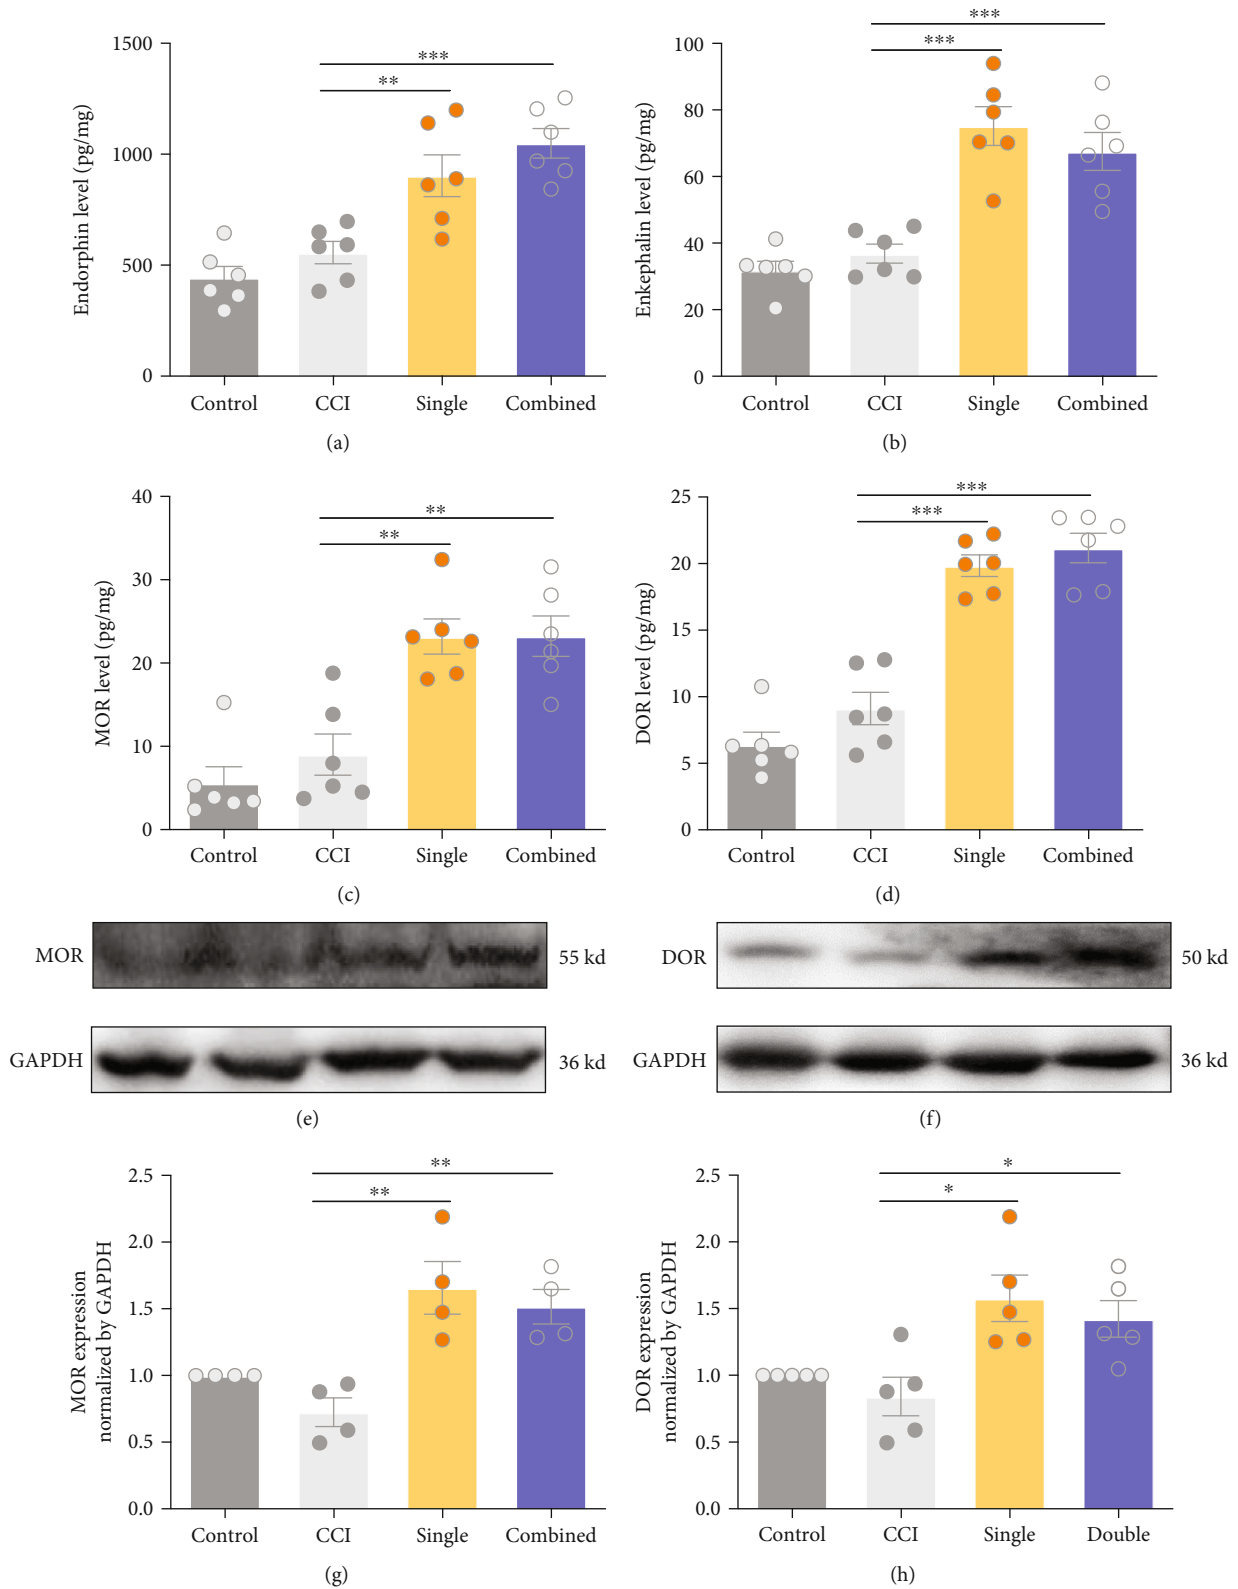 ***
***
1500
1000
500
0
Endorphin level (pg/mg)
**
Control CCI Single Combined
(a)
100
80
60
40
20
0
Enkephalin level (pg/mg)
***
Control CCI Single Combined
(b)
40
30
20
10
0
MOR level (pg/mg)
**
**
Control CCI Single Combined
(c)
25
20
15
10
5
0
DOR level (pg/mg)
***
***
Control CCI Single Combined
(d)
MOR 55 kd
GAPDH 36 kd
(e)
DOR 50 kd
GAPDH 36 kd
(f)
2.5
2.0
1.5
1.0
0.5
0.0
MOR expression
normalized by GAPDH
**
**
Control CCI Single Combined
(g)
2.5
2.0
1.5
1.0
0.5
0.0
DOR expression
normalized by GAPDH
*
*
Control CCI Single Double
(h)